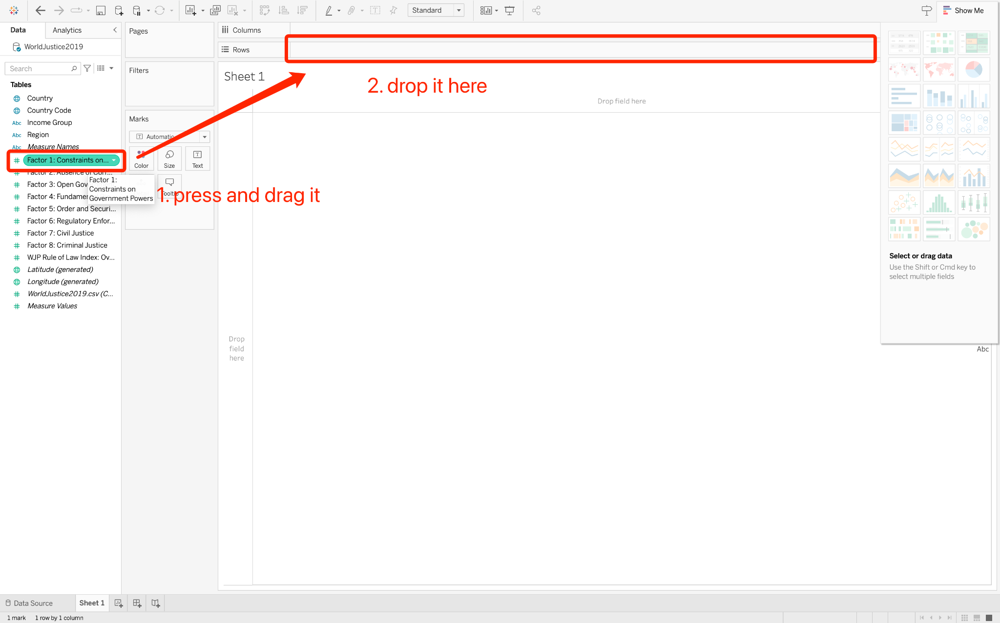 Standard
Show Me
Data
Analytics
WorldJustice2019
Search
Tables
Country
Country Code
Abc Income Group
Abc Region
Abc Measure Names
Factor 1: Constraints on...
Factor 2: Absence of Corr...
Factor 3: Open Gov
Factor 4: Fundamen
Factor 5: Order and Securi...
Factor 6: Regulatory Enfor...
Factor 7: Civil Justice
Factor 8: Criminal Justice
WJP Rule of Law Index: Ov...
Latitude (generated)
Longitude (generated)
WorldJustice2019.csv (C...
Measure Values
Factor 1:
Constraints on
Government Powers
Pages
Filters
Marks
Automatic
Color
Size
Text
Tooltip
1. press and drag it
Columns
Rows
Sheet 1
2. drop it here
Drop field here
Drop
field
here
Select or drag data
Use the Shift or Cmd key to
select multiple fields
Abc
Data Source
Sheet 1
1 mark
1 row by 1 column